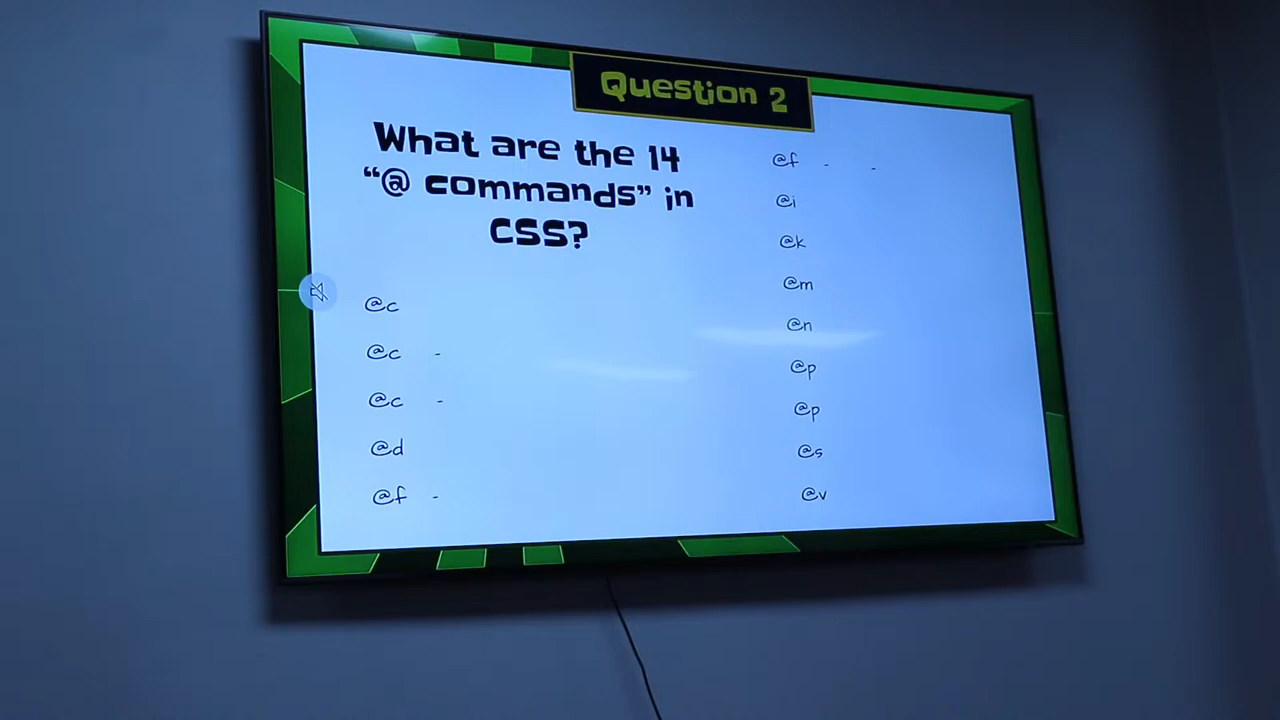 Question 2
What are the 14
“@ commands” in
CSS?
@c
@c -
@c -
@d
@f -
@f - -
@i
@k
@m
@n
@p
@p
@s
@v